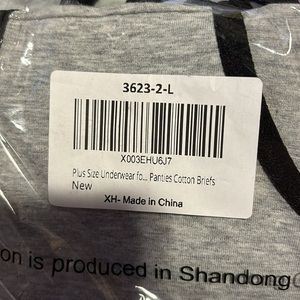 3623-2-L
X003EHU6J7
Plus Size Underwear fo... Panties Cotton Briefs
New
XH- Made in China
on is produced in Shandong